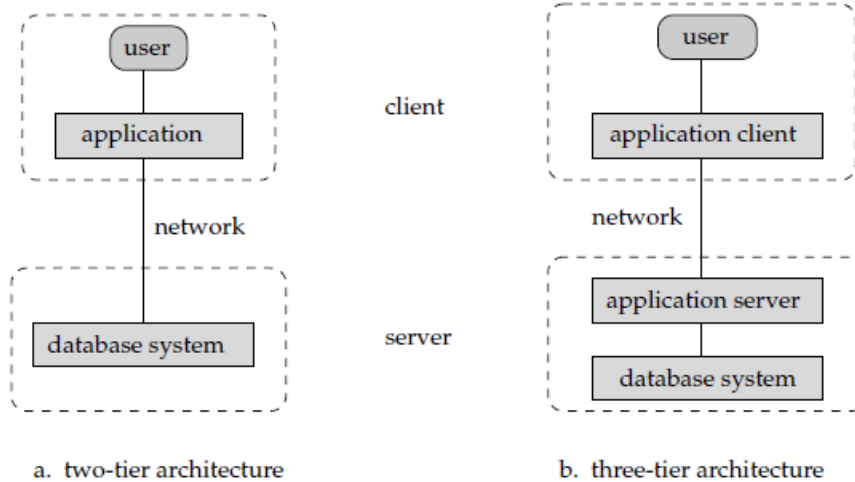 user
application
network
database system
a. two-tier architecture
client
server
user
application client
network
application server
database system
b. three-tier architecture